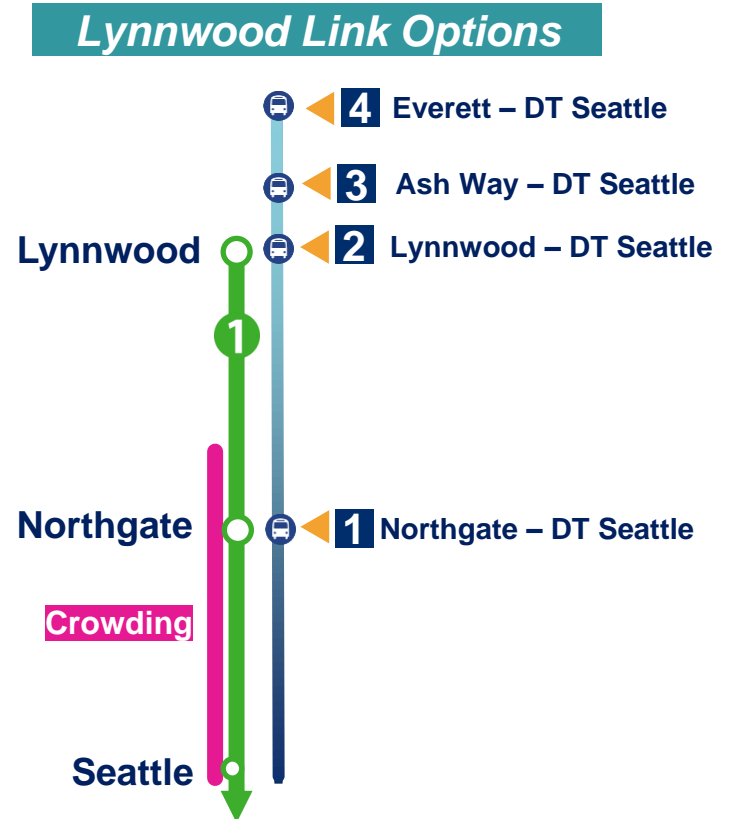 Lynnwood Link Options
4 Everett – DT Seattle
3 Ash Way – DT Seattle
Lynnwood
2 Lynnwood – DT Seattle
1
Northgate
1 Northgate – DT Seattle
Crowding
Seattle